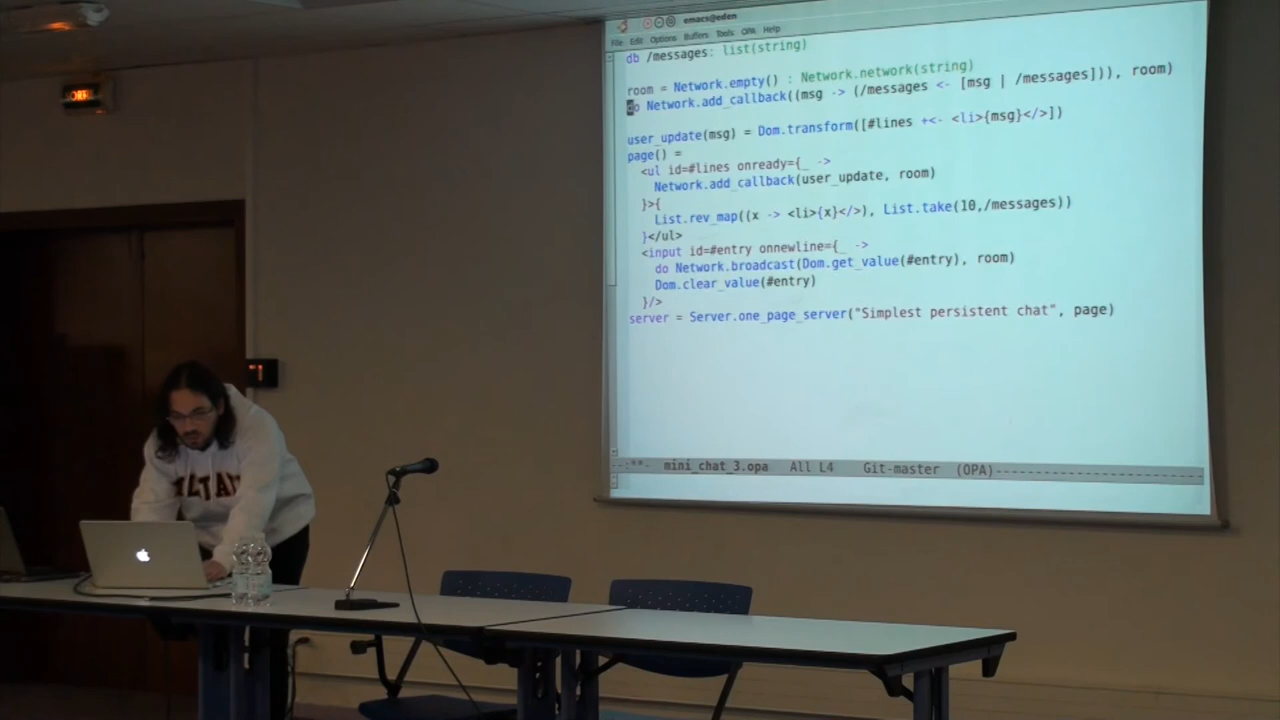 emacs@eden
File Edit Options Buffers Tools OPA Help
db /messages: list(string)
room = Network.empty() : Network.network(string)
do Network.add_callback((msg -> (/messages <- [msg | /messages])), room)
user_update(msg) = Dom.transform([#lines +<- <li>{msg}</>])
page() =
<ul id=#lines onready={_ ->
Network.add_callback(user_update, room)
}>{
List.rev_map((x -> <li>{x}</>), List.take(10,/messages))
}</ul>
<input id=#entry onnewline={_ ->
do Network.broadcast(Dom.get_value(#entry), room)
Dom.clear_value(#entry)
}/>
server = Server.one_page_server("Simplest persistent chat", page)
--:**- mini_chat_3.opa All L4 Git-master (OPA)